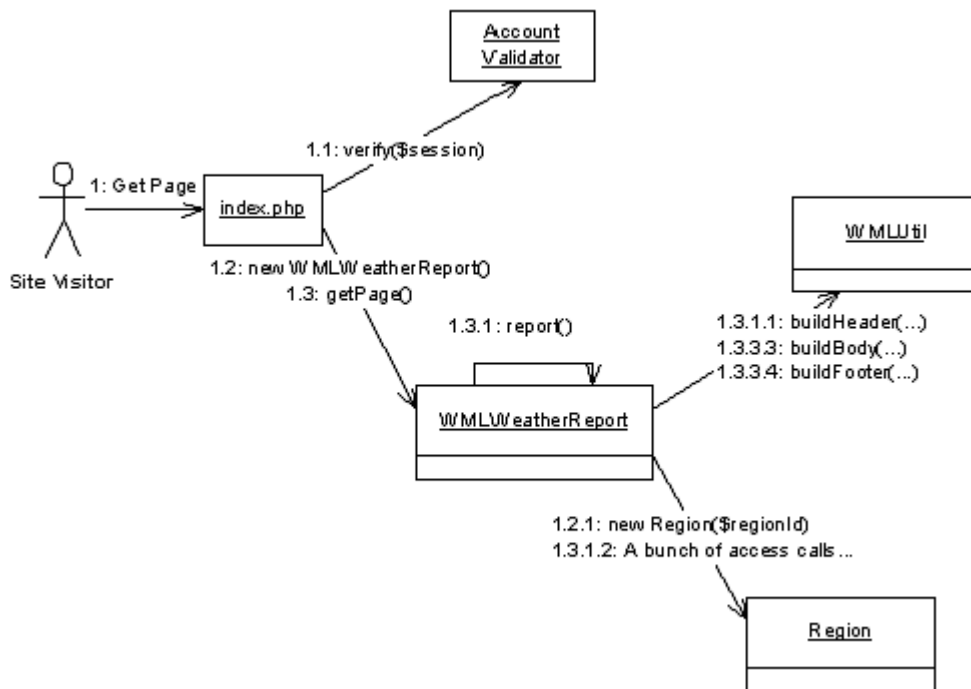 Account
Validator
1.1: verify($session)
1: Get Page
index.php
Site Visitor
WMLUtil
1.2: new WMLWeatherReport()
1.3: getPage()
1.3.1: report()
1.3.1.1: buildHeader(...)
1.3.3.3: buildBody(...)
1.3.3.4: buildFooter(...)
WMLWeatherReport
1.2.1: new Region($regionId)
1.3.1.2: A bunch of access calls...
Region